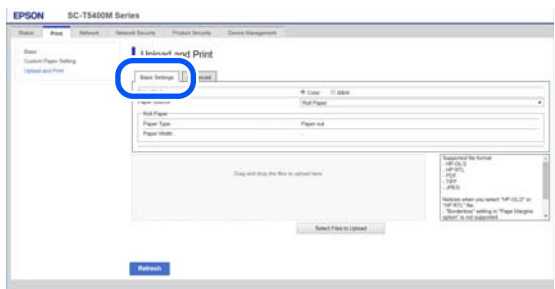 EPSON SC-T5400M Series
Status Print Network Network Security Product Security Device Management
Basic
Custom Paper Setting
Upload and Print
Upload and Print
Basic Settings
Color B&W
Roll Paper
Roll Paper
Paper Type Paper out
Paper Width -
Drag and drop the files to upload here.
Supported file format
- HP-GL/2
- HP RTL
- PDF
- TIFF
- JPEG
Notices when you select "HP-GL/2" or
"HP RTL" file
- "Borderless" setting in "Page Margins
option" is not supported.
Select Files to Upload
Refresh